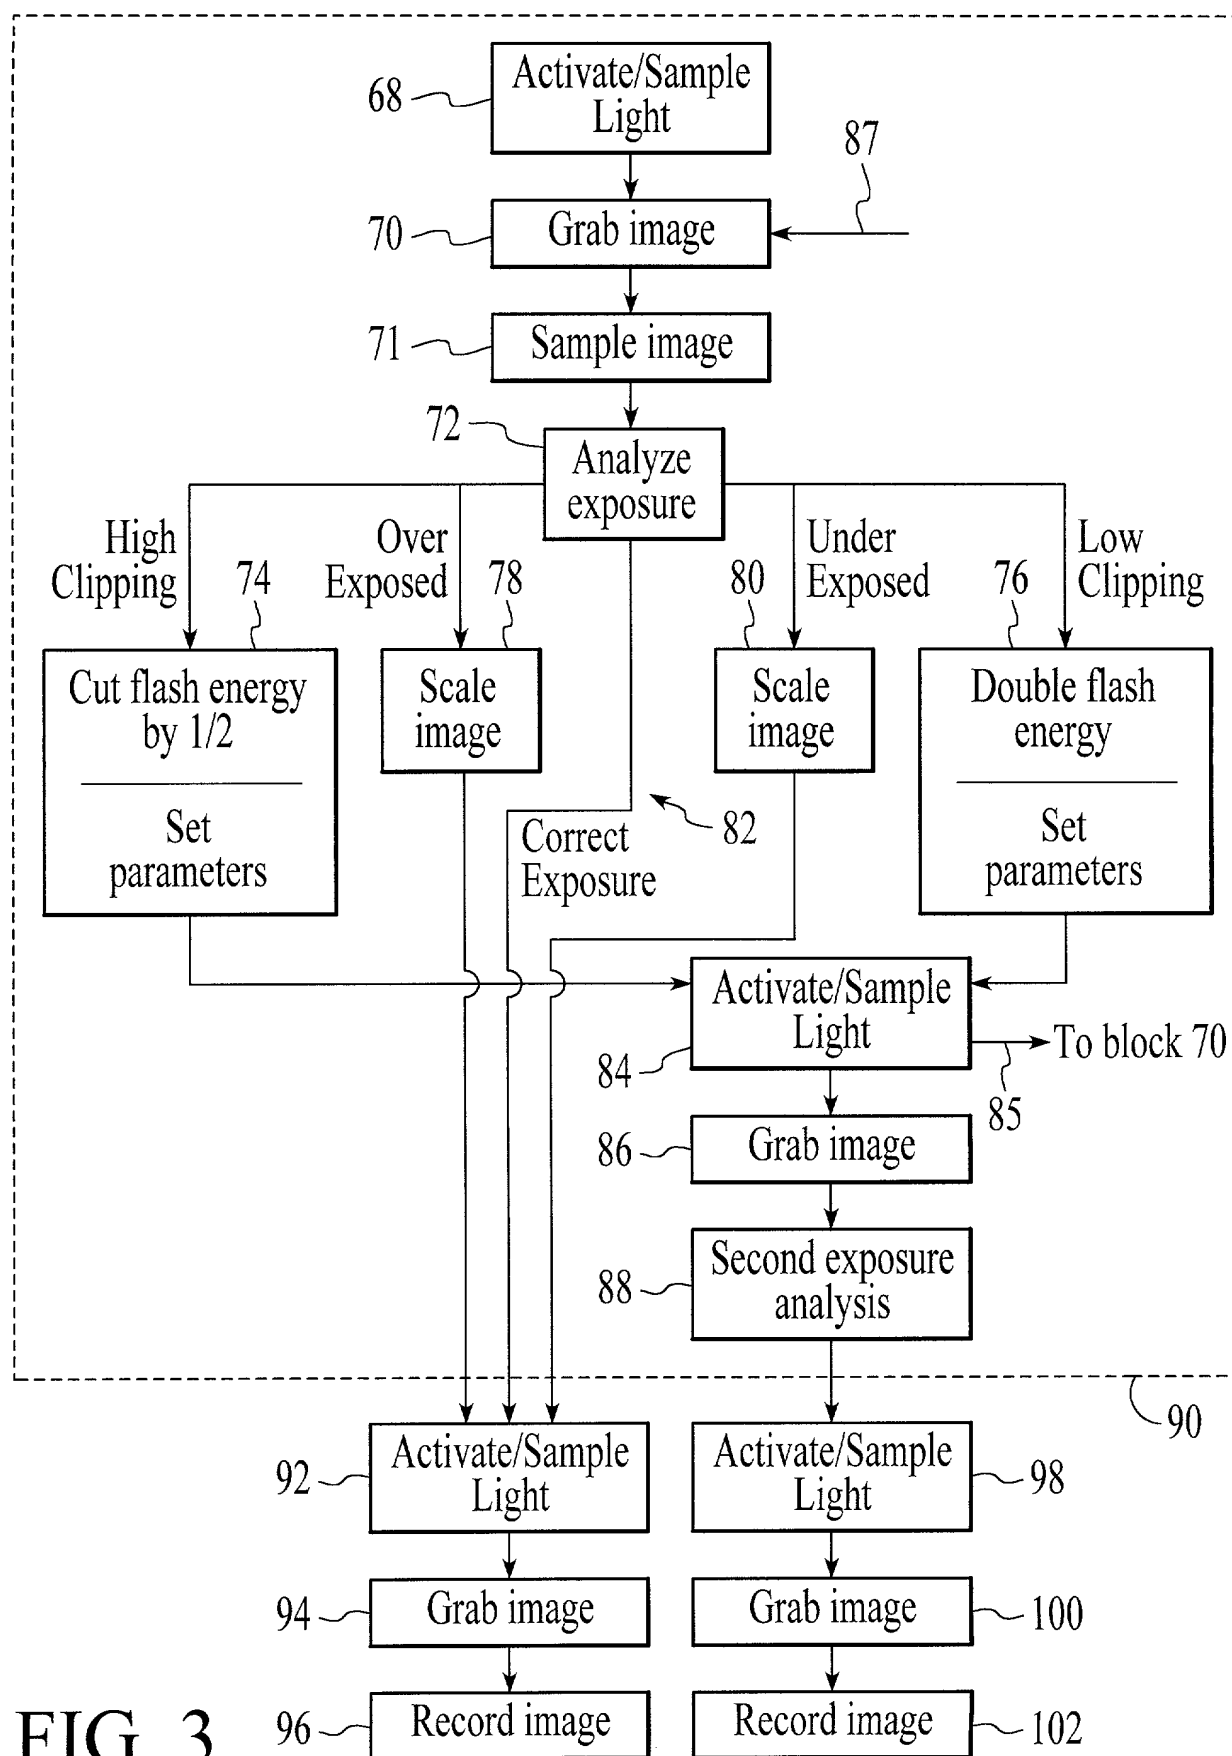 Activate/Sample
Light
68
87
Grab image
70
Sample image
71
72
Analyze
exposure
High
Clipping
Over
Exposed
Under
Exposed
Low
Clipping
74
78
80
76
Cut flash energy
by 1/2
Set
parameters
Scale
image
Scale
image
Double flash
energy
Set
parameters
82
Correct
Exposure
Activate/Sample
Light
84
To block 70
85
86
Grab image
88
Second exposure
analysis
90
92
Activate/Sample
Light
Activate/Sample
Light
98
94
Grab image
Grab image
100
FIG. 3
96
Record image
Record image
102